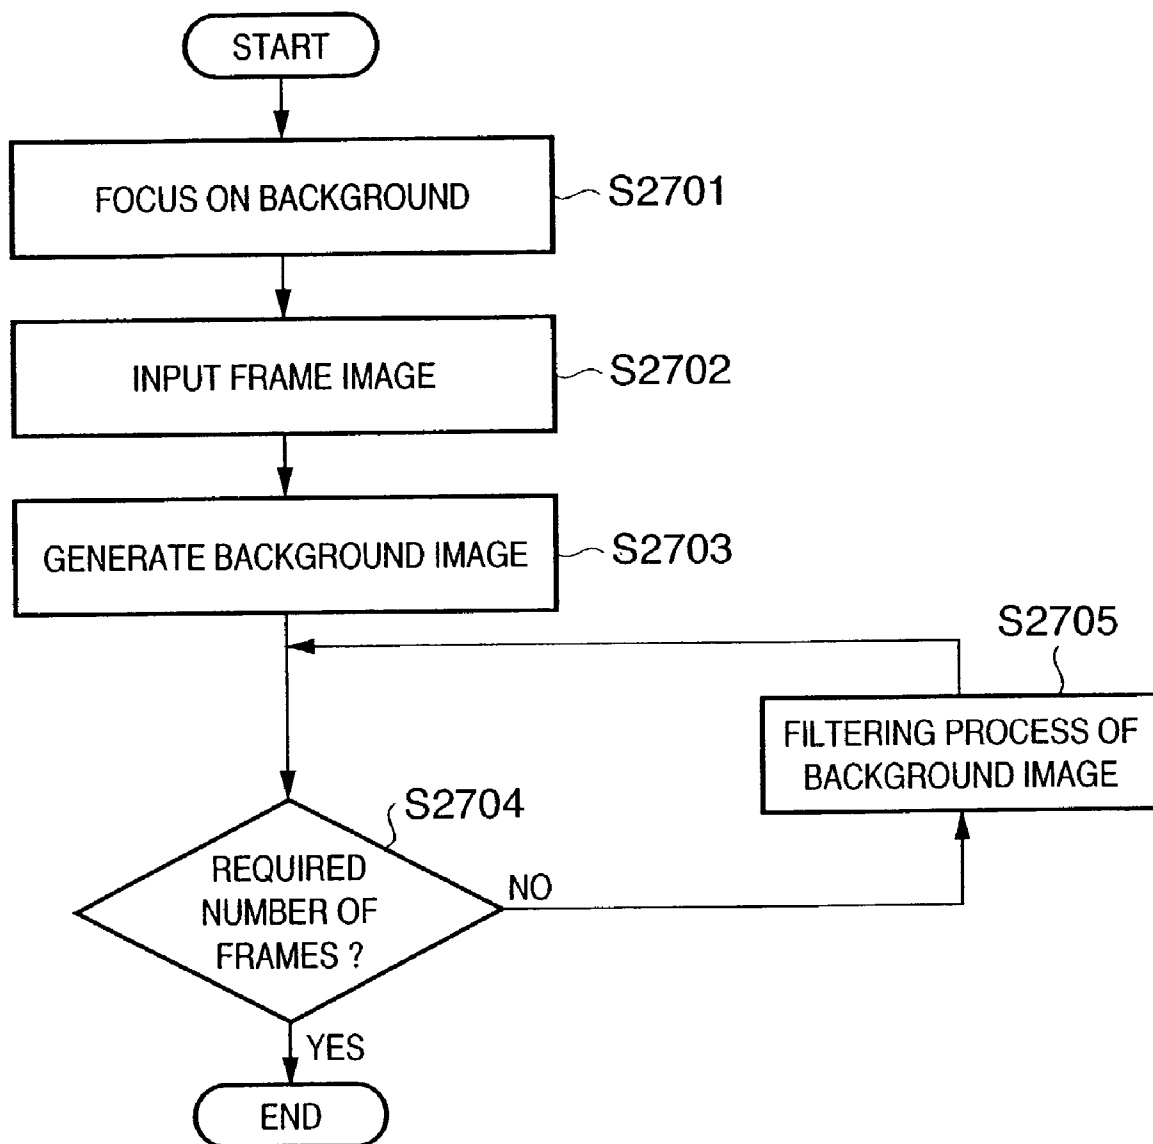 START
FOCUS ON BACKGROUND
S2701
INPUT FRAME IMAGE
S2702
GENERATE BACKGROUND IMAGE
S2703
S2705
FILTERING PROCESS OF
BACKGROUND IMAGE
S2704
REQUIRED
NUMBER OF
FRAMES ?
NO
YES
END